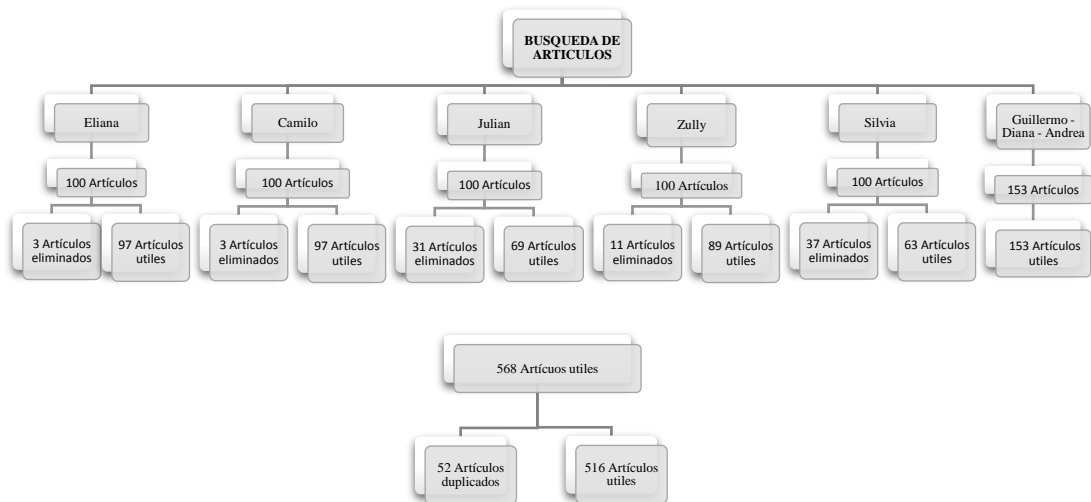 BUSQUEDA DE
ARTICULOS
Eliana
Camilo
Julian
Zully
Silvia
Guillermo -
Diana - Andrea
100 Artículos
100 Artículos
100 Artículos
100 Artículos
100 Artículos
153 Artículos
3 Artículos
eliminados
97 Artículos
utiles
3 Artículos
eliminados
97 Artículos
utiles
31 Artículos
eliminados
69 Artículos
utiles
11 Artículos
eliminados
89 Artículos
utiles
37 Artículos
eliminados
63 Artículos
utiles
153 Artículos
utiles
568 Artícuos utiles
52 Artículos
duplicados
516 Artículos
utiles